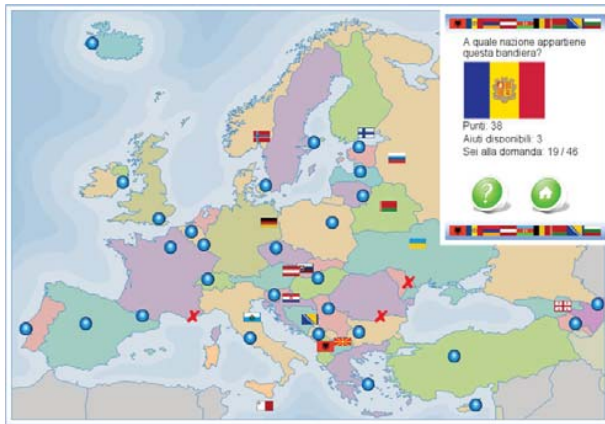 A quale nazione appartiene
questa bandiera?
Punti: 38
Aiuti disponibili: 3
Sei alla domanda: 19 / 46
?